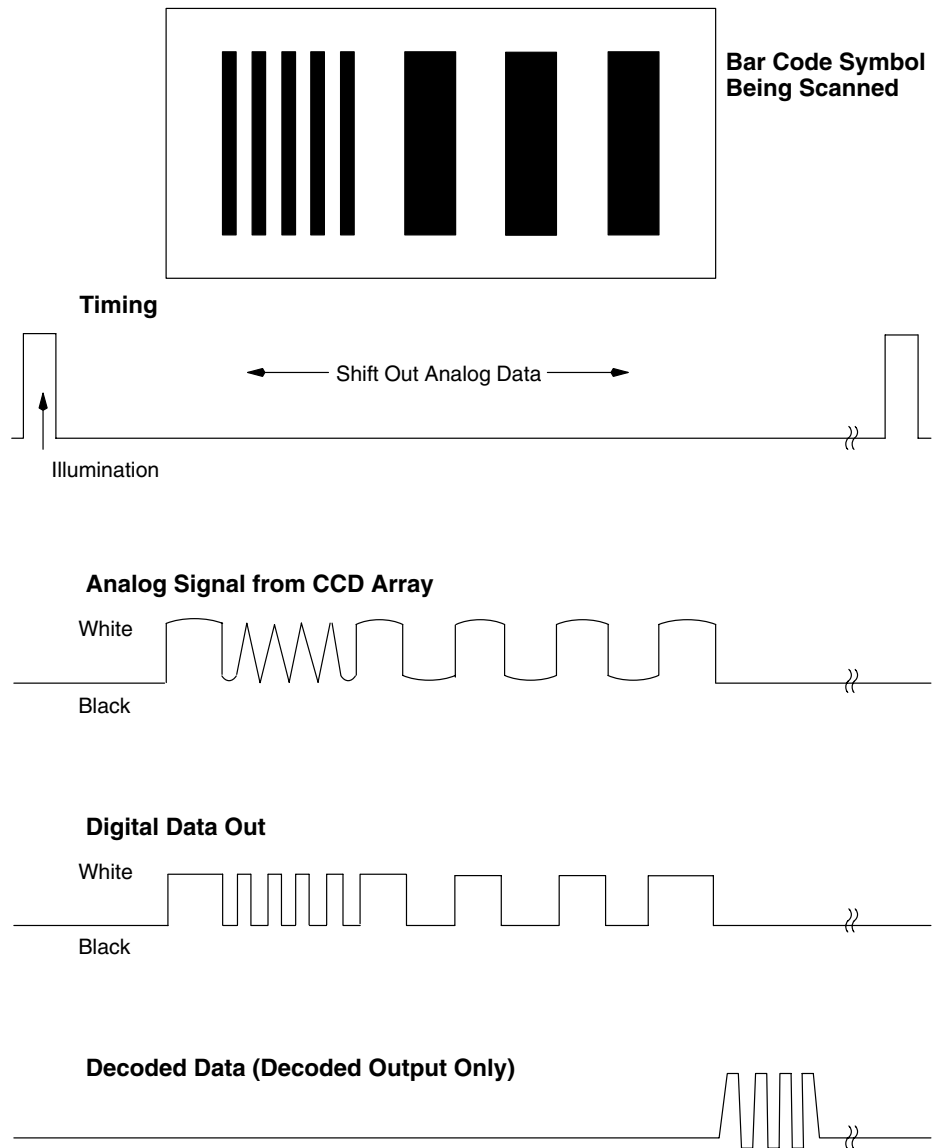 Bar Code Symbol
Being Scanned
Timing
Shift Out Analog Data
Illumination
Analog Signal from CCD Array
White
Black
Digital Data Out
White
Black
Decoded Data (Decoded Output Only)